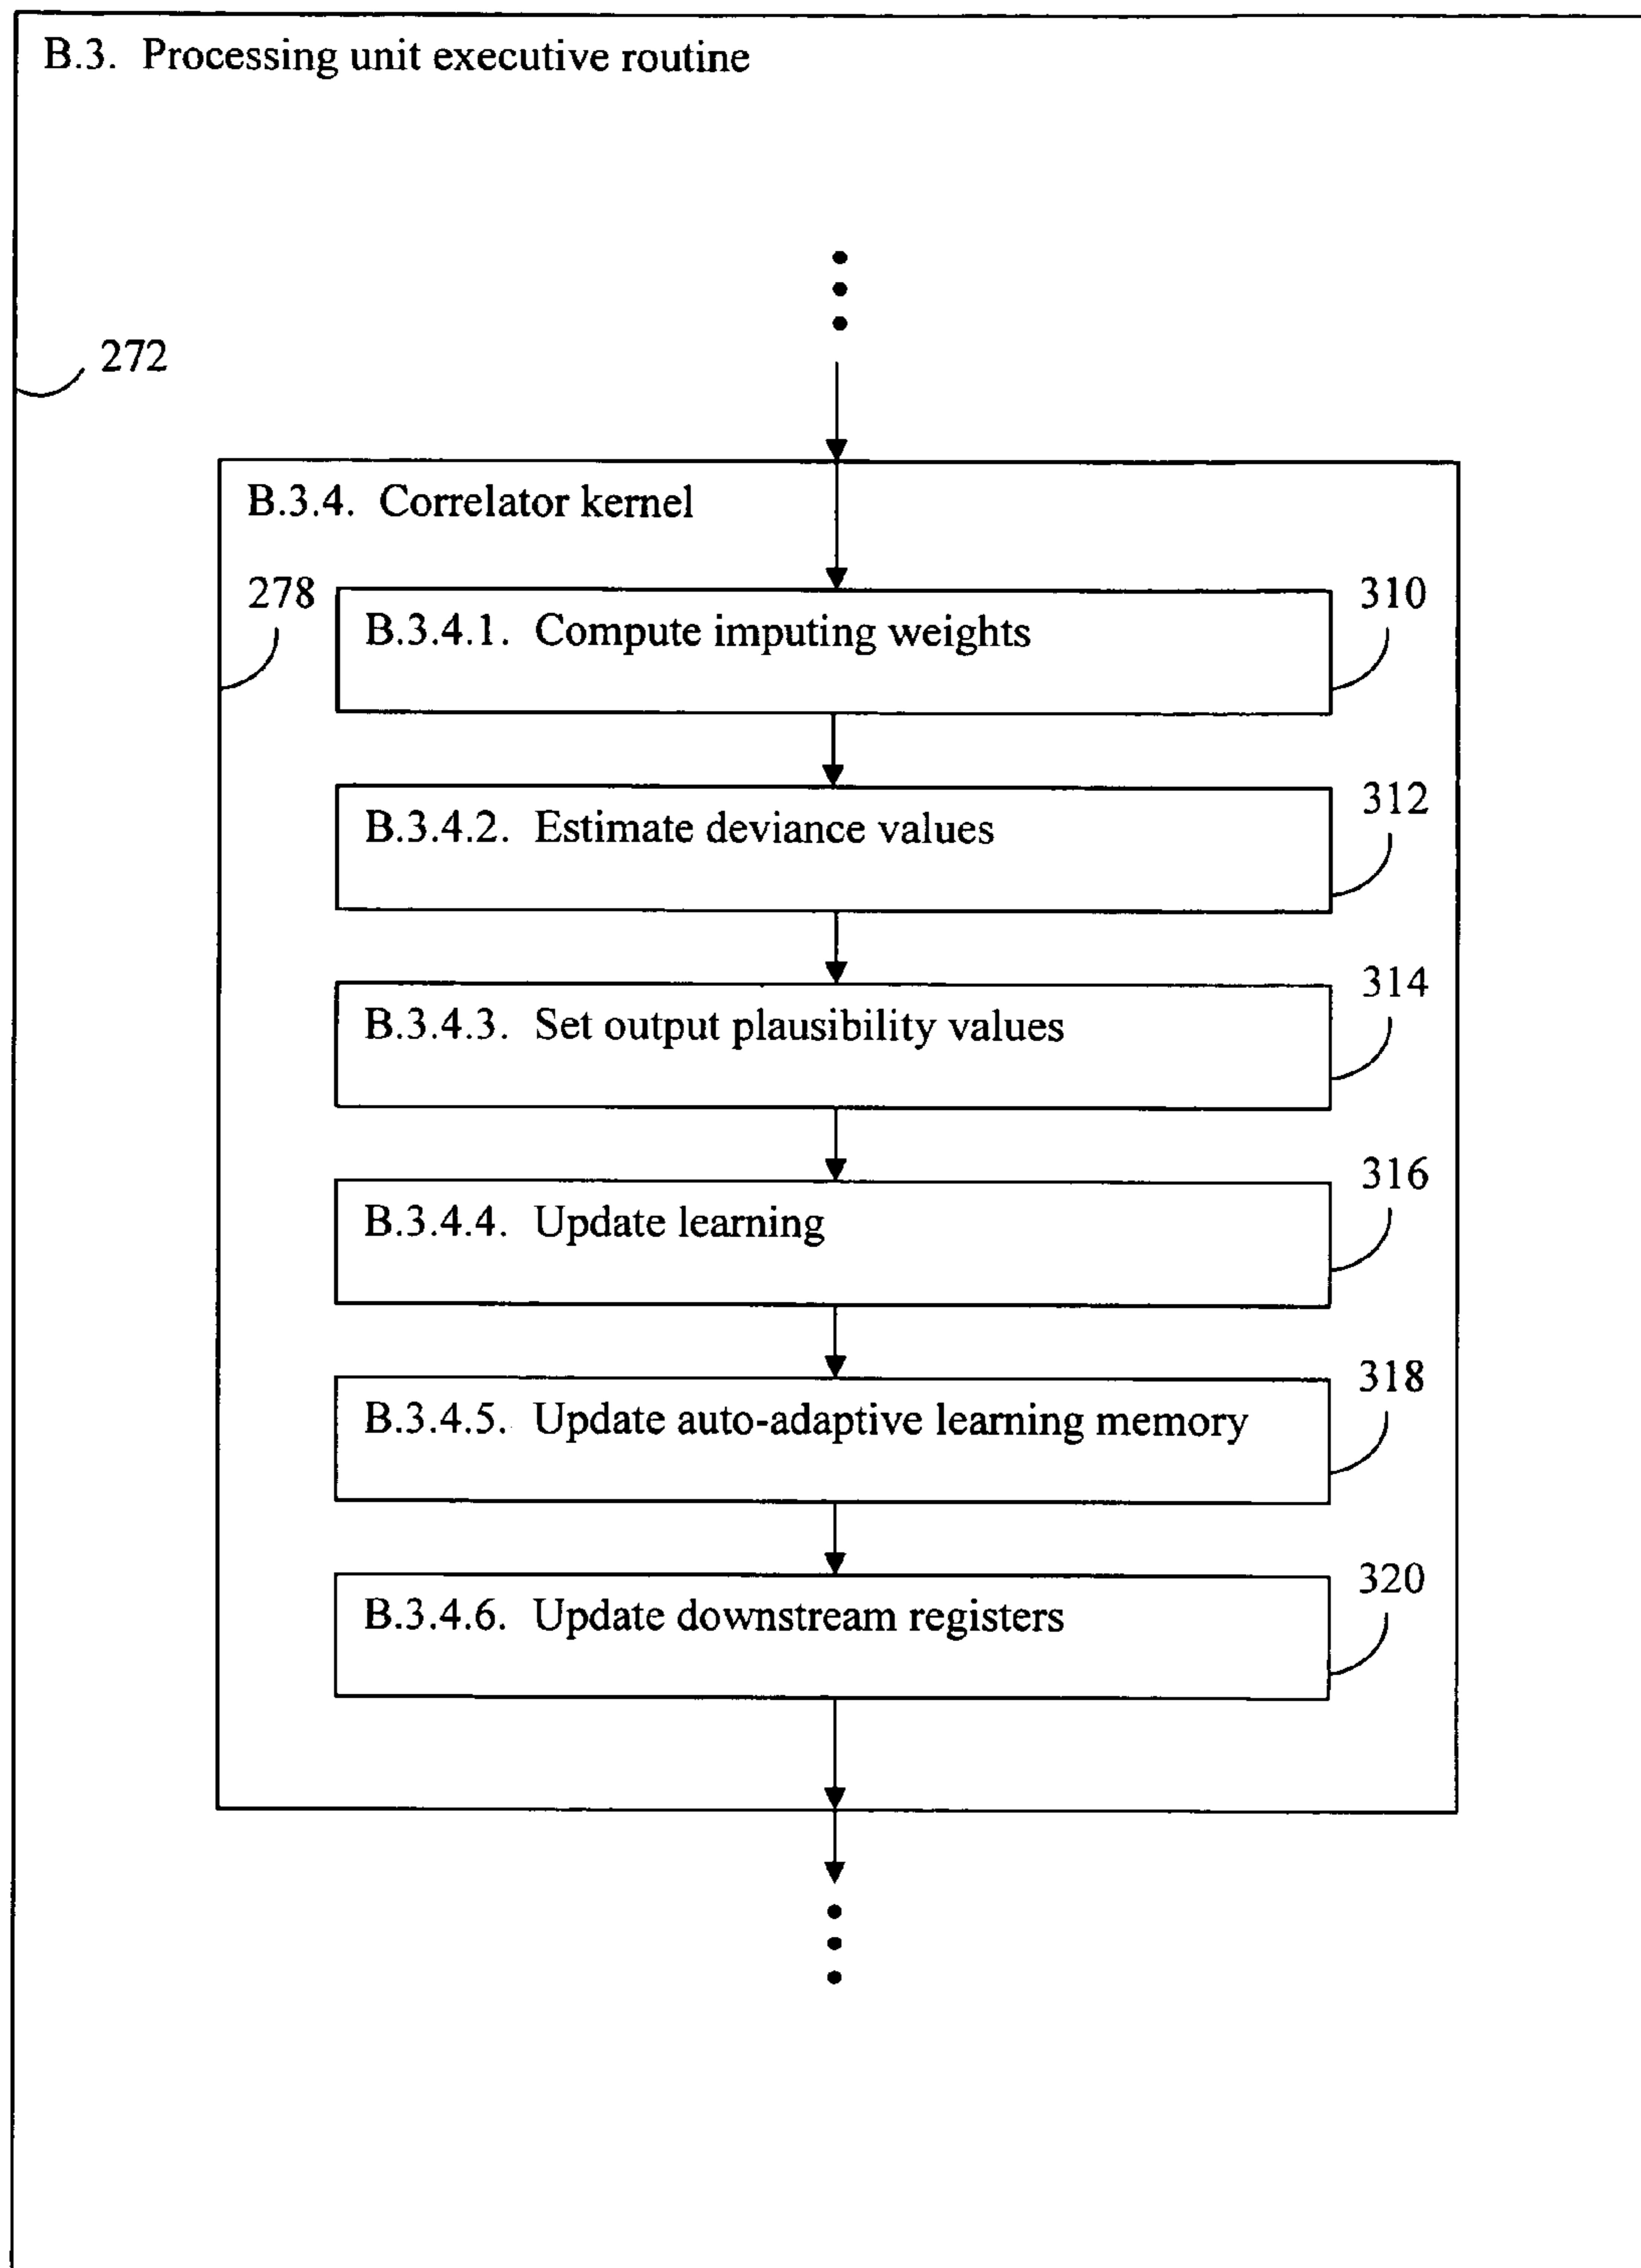 B.3. Processing unit executive routine
272
B.3.4. Correlator kernel
278
310
B.3.4.1. Compute imputing weights
312
B.3.4.2. Estimate deviance values
314
B.3.4.3. Set output plausibility values
316
B.3.4.4. Update learning
318
B.3.4.5. Update auto-adaptive learning memory
320
B.3.4.6. Update downstream registers